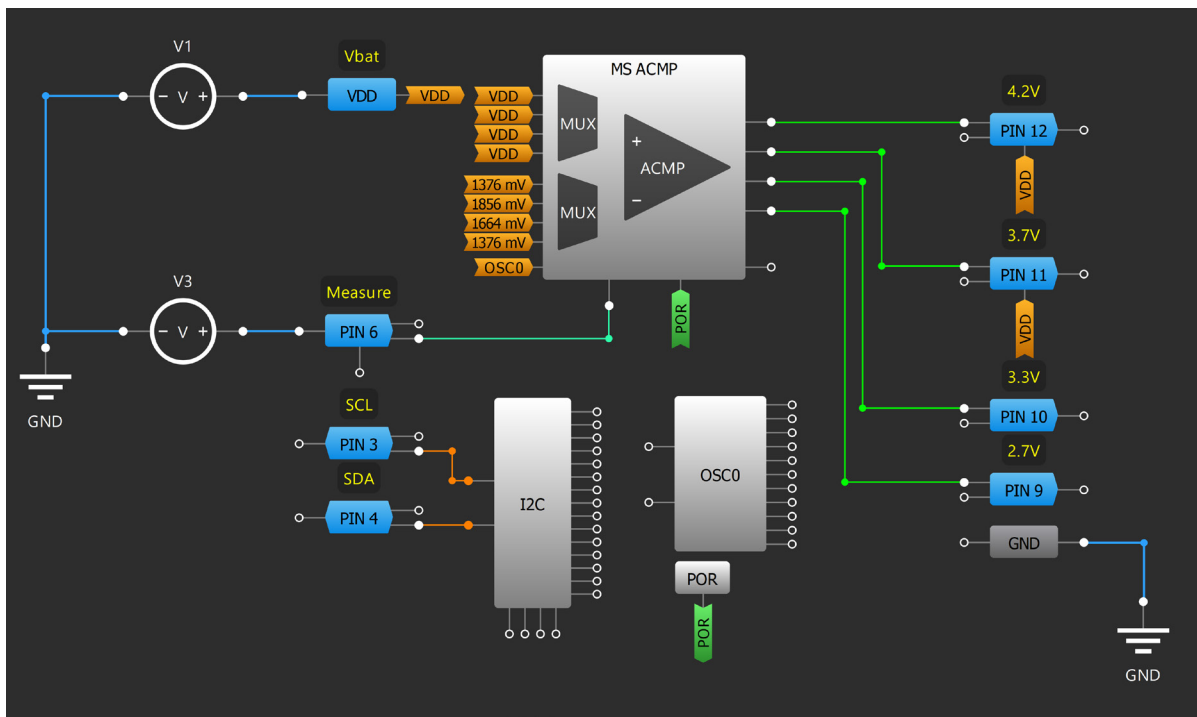 V1
Vbat
VDD
VDD
VDD
VDD
VDD
VDD
MS ACMP
MUX
+
ACMP
−
MUX
1376 mV
1856 mV
1664 mV
1376 mV
OSC0
POR
− V +
4.2V
PIN 12
VDD
3.7V
PIN 11
VDD
3.3V
PIN 10
2.7V
PIN 9
GND
GND
V3
− V +
Measure
PIN 6
GND
SCL
PIN 3
SDA
PIN 4
I2C
OSC0
POR
POR